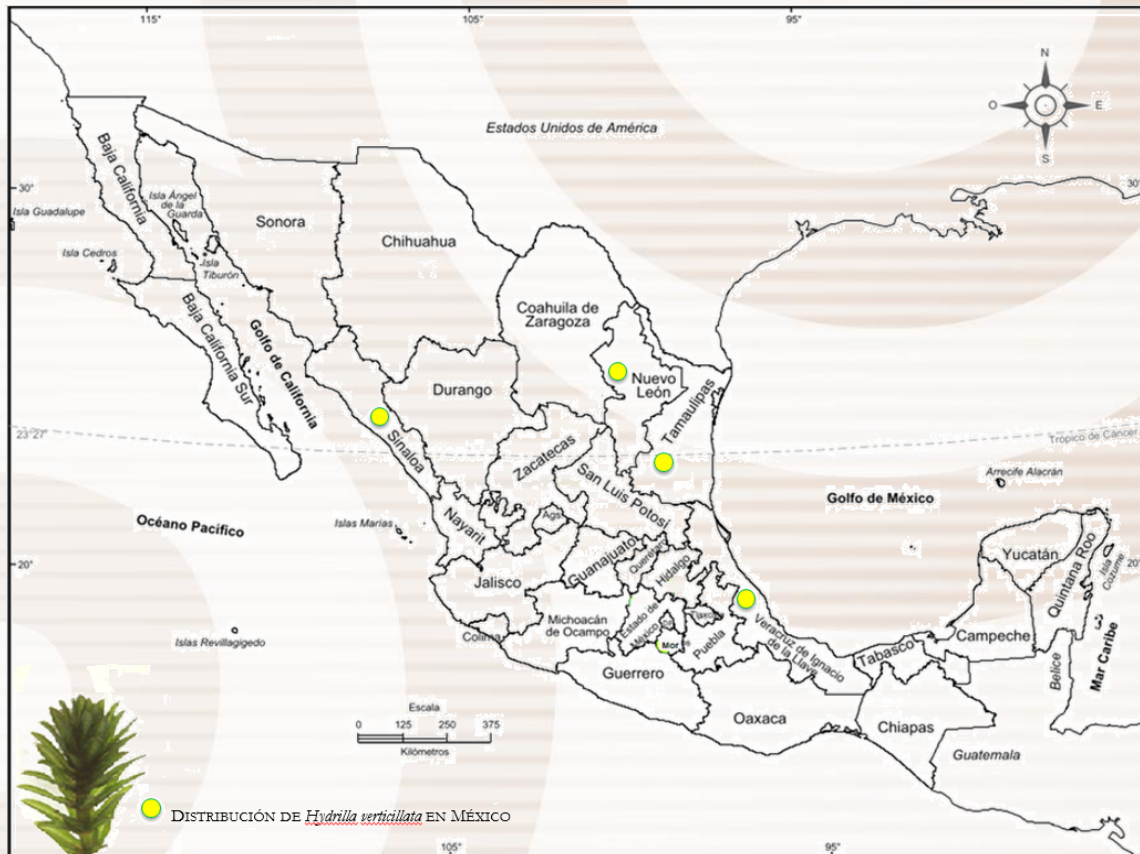 115°
105°
95°
N
O
E
S
Estados Unidos de América
30°
30°
Baja California
Isla Ángel
de la
Guarda
Isla Guadalupe
Sonora
Chihuahua
Isla Cedros
Isla
Tiburón
Baja California Sur
Golfo de California
Coahuila de
Zaragoza
Nuevo
León
Durango
Tamaulipas
Sinaloa
23°27'
Trópico de Cáncer
Zacatecas
San Luis Potosí
Arrecife Alacrán
Golfo de México
Océano Pacífico
Islas Marías
Nayarit
Ags.
Guanajuato
Querétaro
Hidalgo
Yucatán
Quintana Roo
Isla
Cozumel
20°
20°
Jalisco
Colima
Michoacán
de Ocampo
Estado de
México
Tlax.
Mor.
Puebla
Veracruz de Ignacio
de la Llave
Tabasco
Campeche
Belice
Mar Caribe
Islas Revillagigedo
Guerrero
Oaxaca
Chiapas
Guatemala
Escala
0 125 250 375
Kilómetros
DISTRIBUCIÓN DE Hydrilla verticillata EN MÉXICO
105°
95°